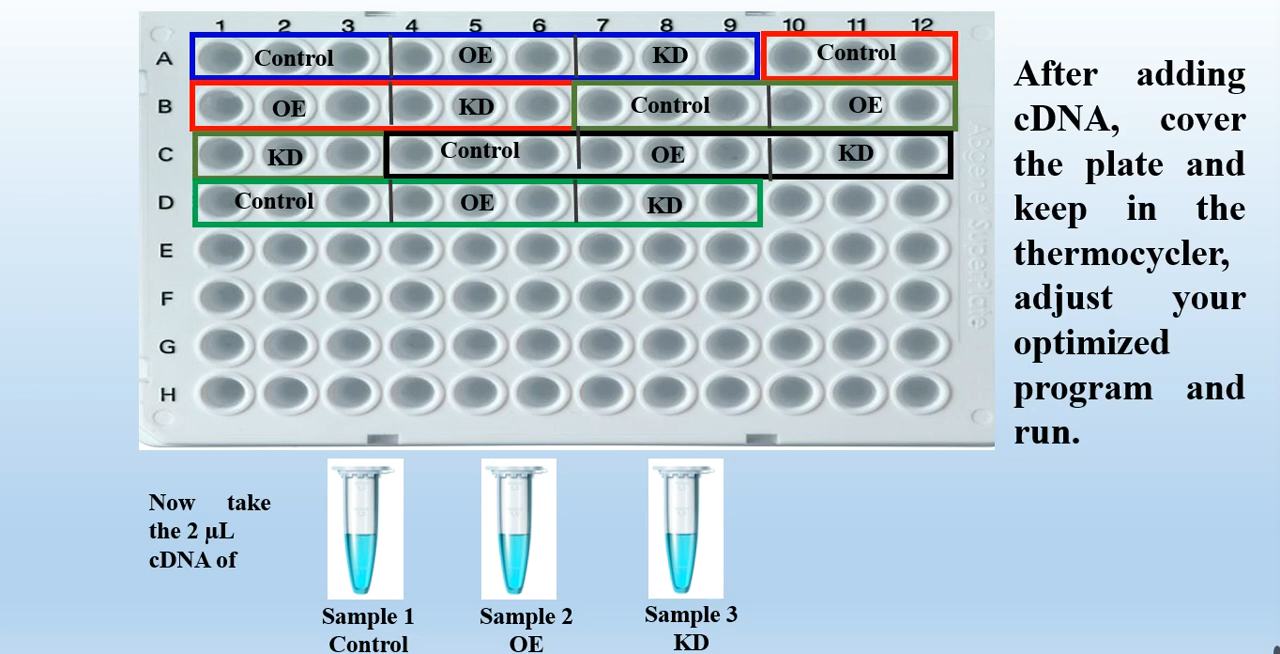 1 2 3 4 5 6 7 8 9 10 11 12
A Control OE KD Control
B OE KD Control OE
C KD Control OE KD
D Control OE KD
E
F
G
H
ABgene SuperPlate
After adding
cDNA, cover
the plate and
keep in the
thermocycler,
adjust your
optimized
program and
run.
Now take
the 2 µL
cDNA of
Sample 1
Control
Sample 2
OE
Sample 3
KD